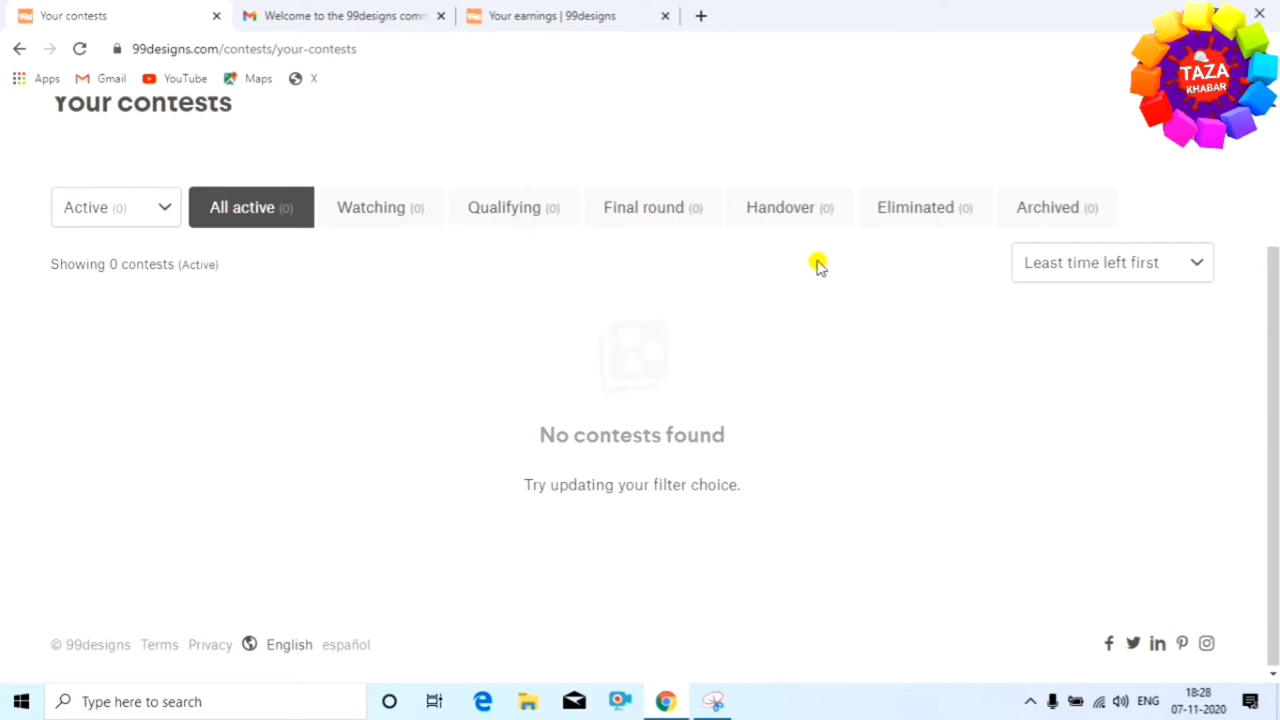 Your contests
Welcome to the 99designs comm
Your earnings | 99designs
99designs.com/contests/your-contests
Apps
Gmail
YouTube
Maps
X
TAZA
KHABAR
Your contests
Active (0)
All active (0)
Watching (0)
Qualifying (0)
Final round (0)
Handover (0)
Eliminated (0)
Archived (0)
Showing 0 contests (Active)
Least time left first
No contests found
Try updating your filter choice.
© 99designs
Terms
Privacy
English
español
Type here to search
ENG
18:28
07-11-2020